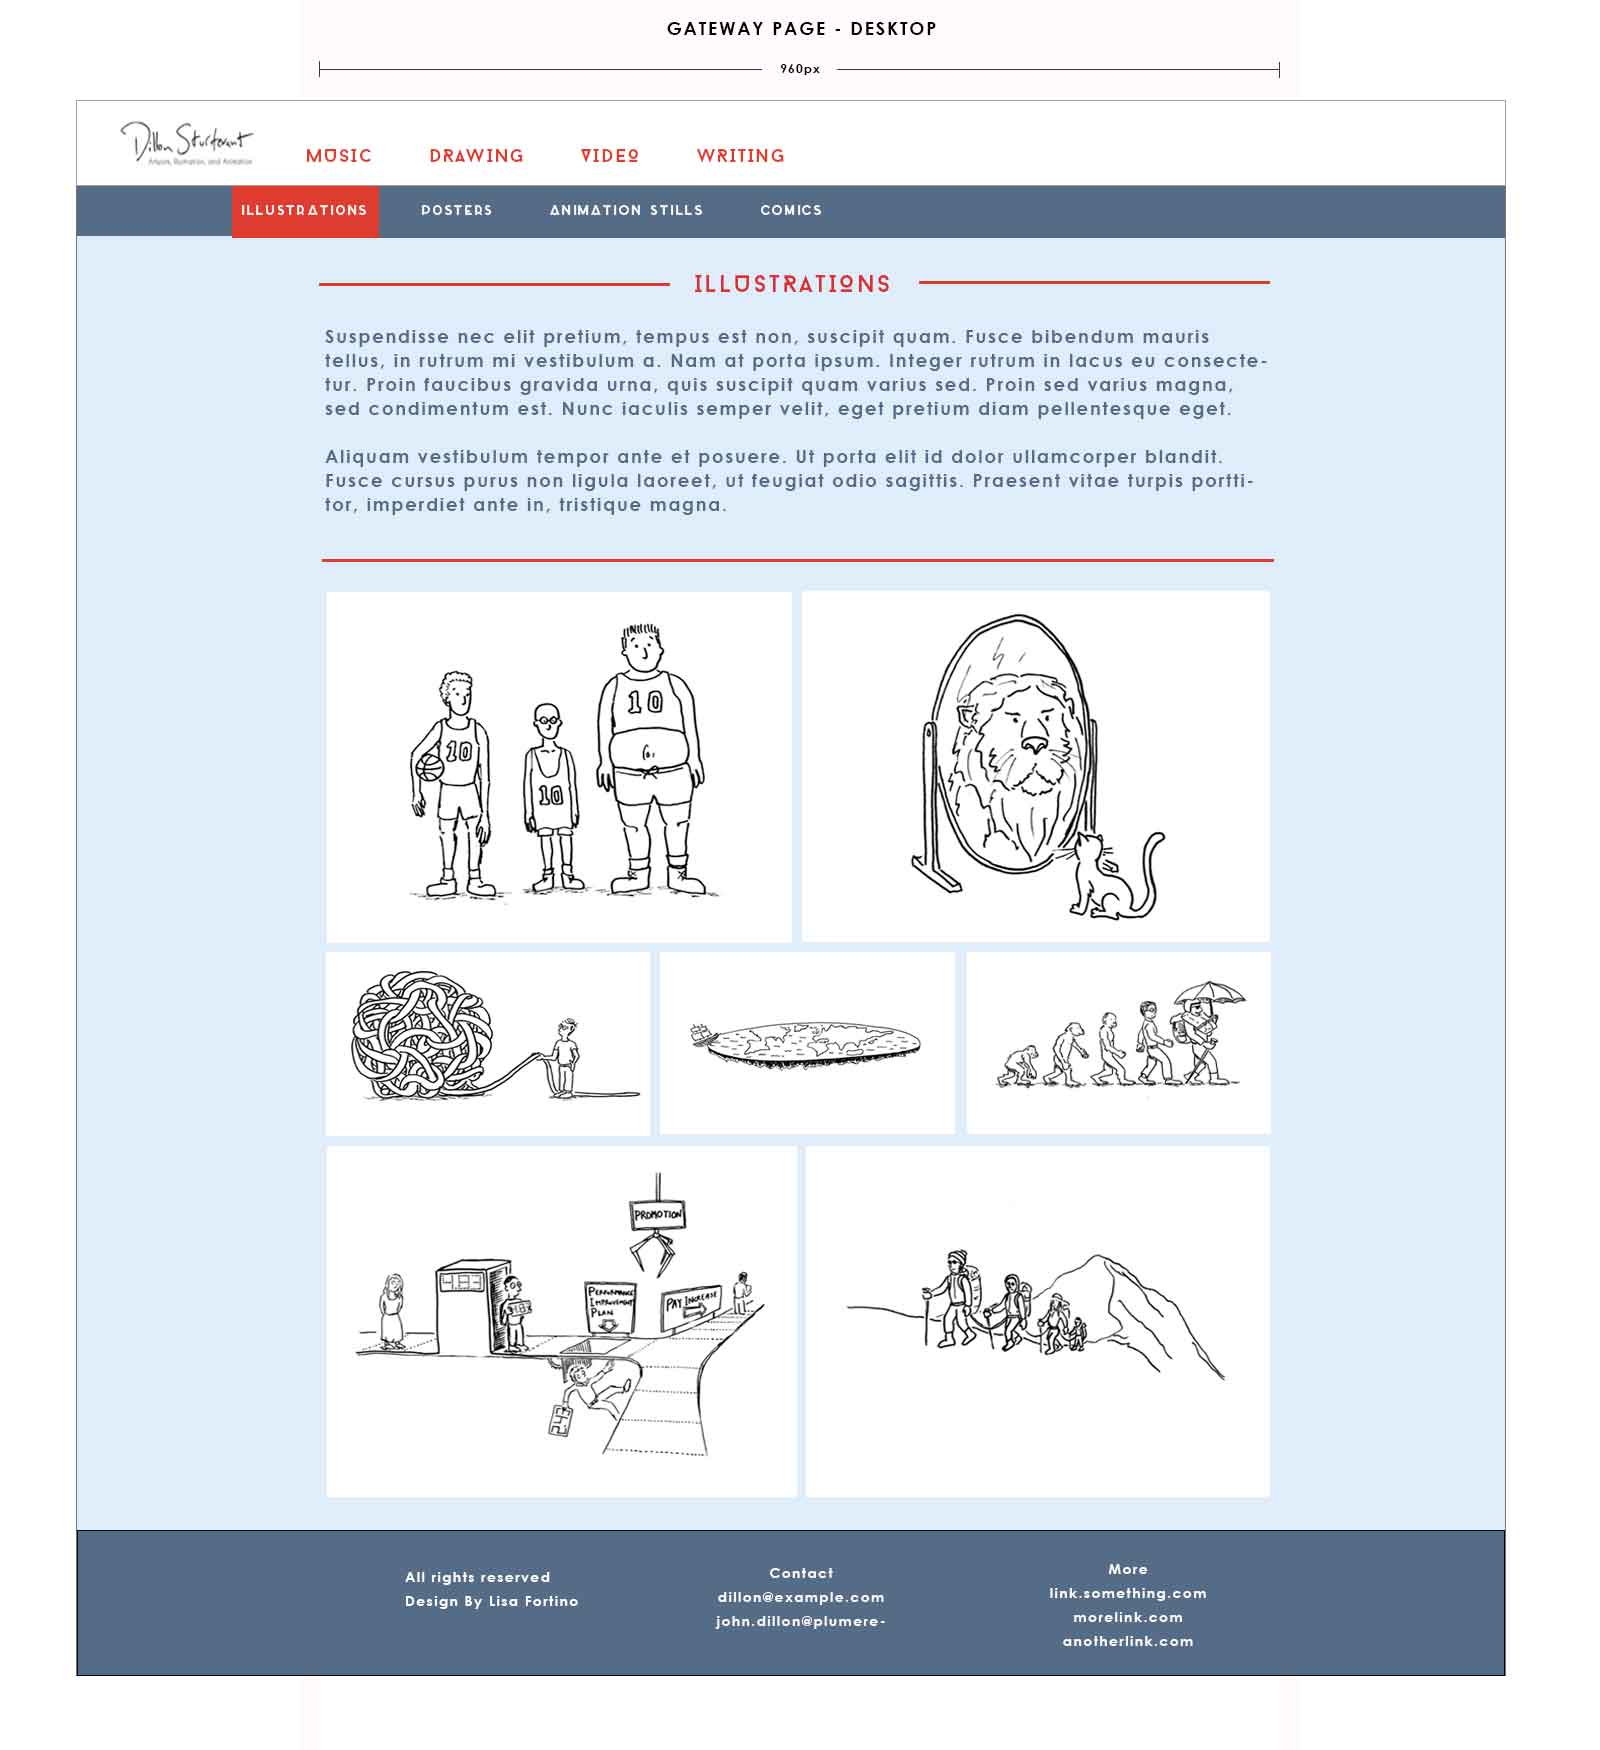 GATEWAY PAGE - DESKTOP
960px
Dillon Sturtevant
Artwork, Illustration, and Animation
MUSIC DRAWING VIDEO WRITING
ILLUSTRATIONS POSTERS ANIMATION STILLS COMICS
ILLUSTRATIONS
Suspendisse nec elit pretium, tempus est non, suscipit quam. Fusce bibendum mauris
tellus, in rutrum mi vestibulum a. Nam at porta ipsum. Integer rutrum in lacus eu consecte-
tur. Proin faucibus gravida urna, quis suscipit quam varius sed. Proin sed varius magna,
sed condimentum est. Nunc iaculis semper velit, eget pretium diam pellentesque eget.
Aliquam vestibulum tempor ante et posuere. Ut porta elit id dolor ullamcorper blandit.
Fusce cursus purus non ligula laoreet, ut feugiat odio sagittis. Praesent vitae turpis portti-
tor, imperdiet ante in, tristique magna.
10
10
10
PROMOTION
483
PERFORMANCE
IMPROVEMENT
PLAN
PAY INCREASE
All rights reserved
Design By Lisa Fortino
Contact
dillon@example.com
john.dillon@plumere-
More
link.something.com
morelink.com
anotherlink.com